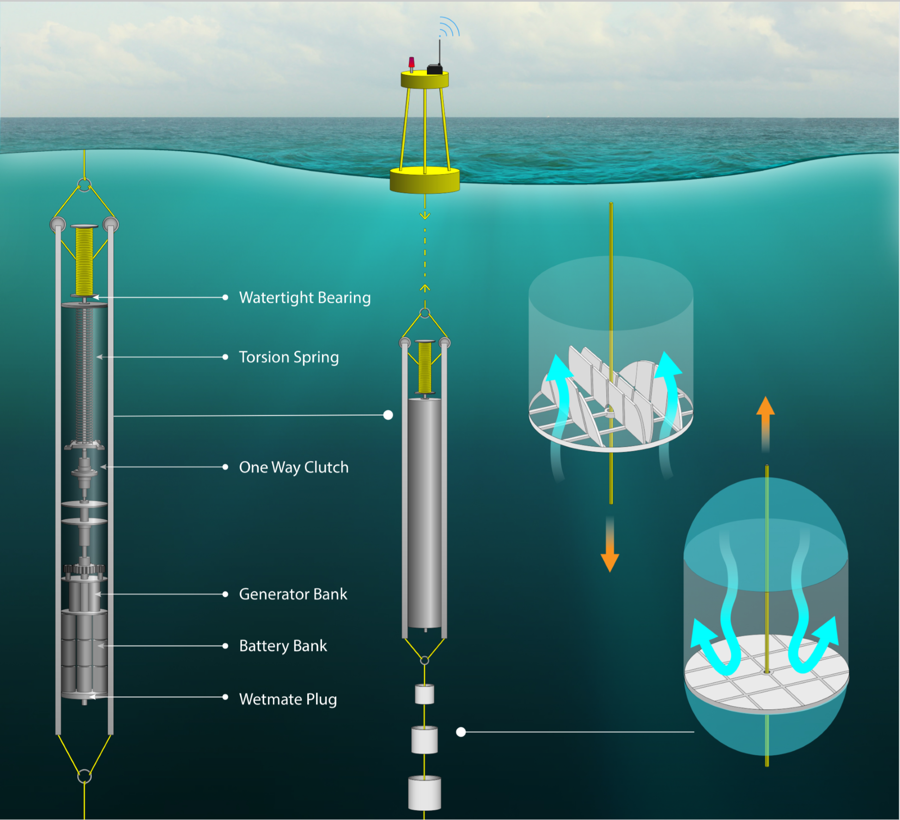 Watertight Bearing
Torsion Spring
One Way Clutch
Generator Bank
Battery Bank
Wetmate Plug